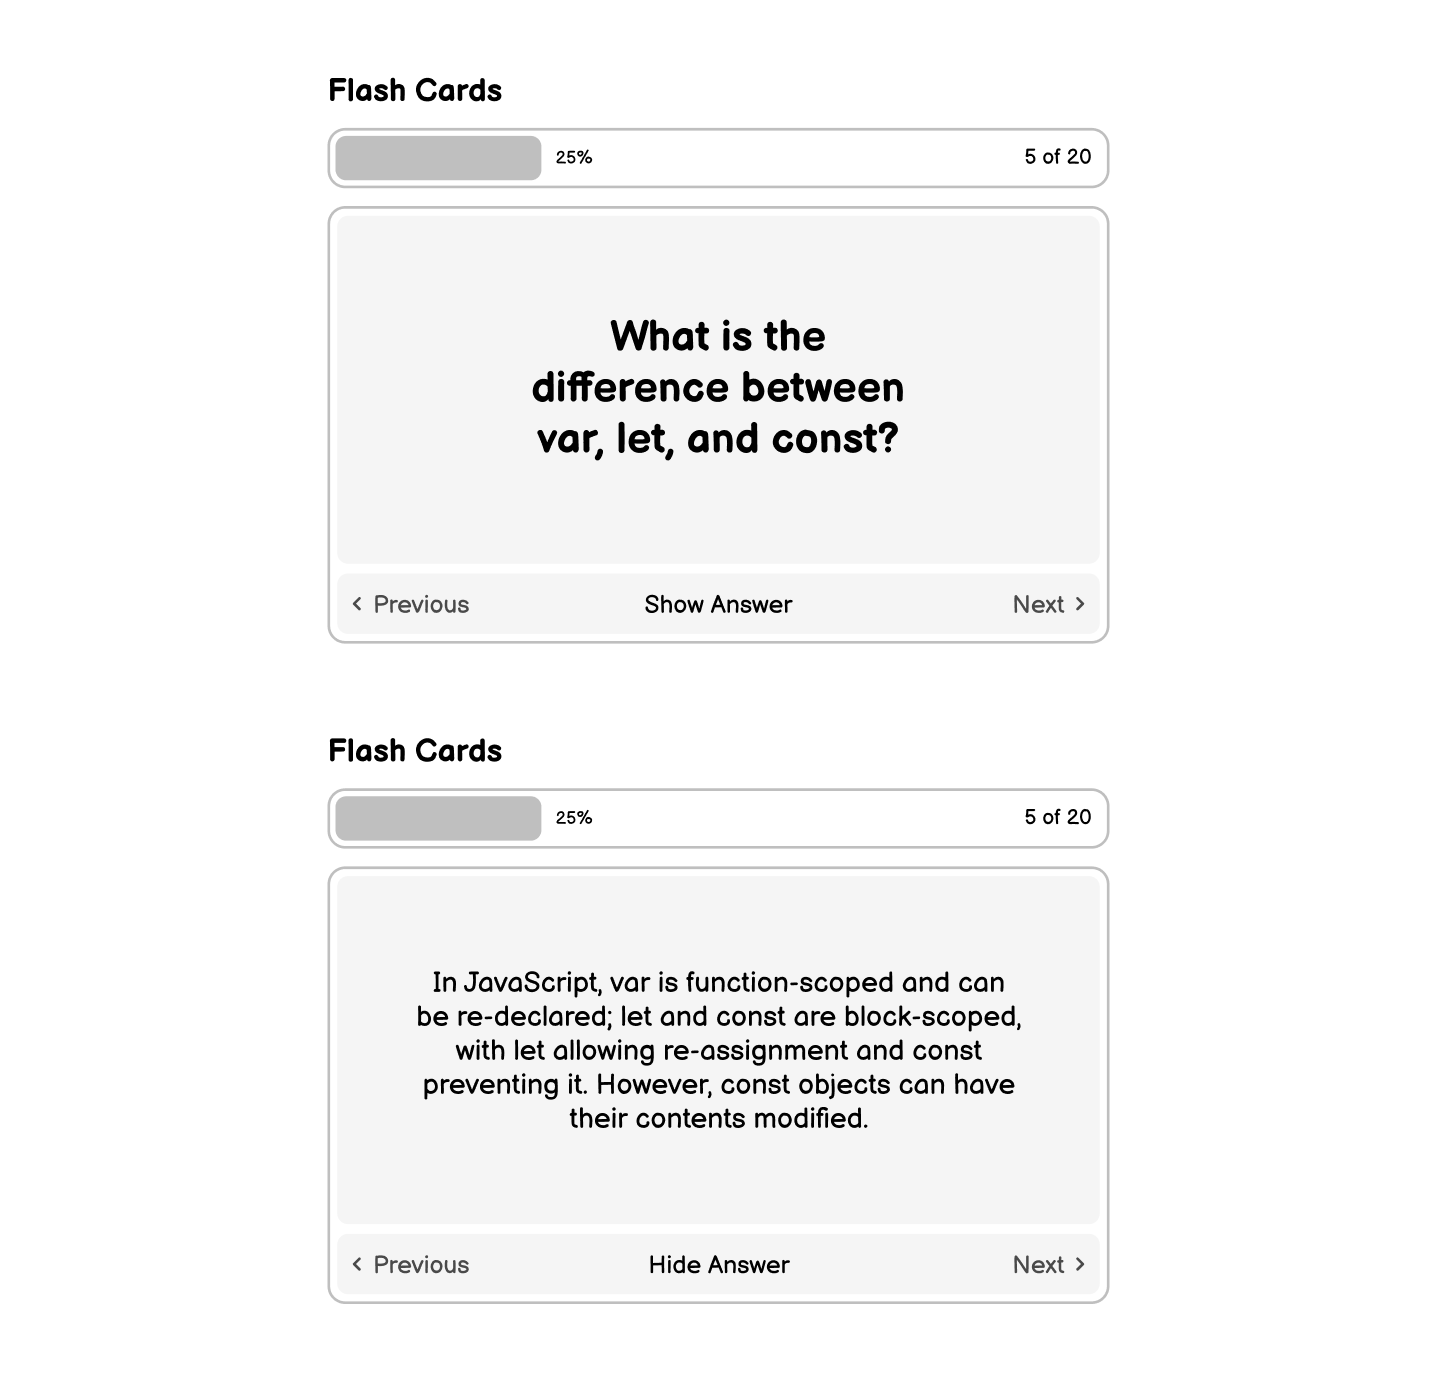 Flash Cards
25%
5 of 20
What is the
difference between
var, let, and const?
Previous
Show Answer
Next
Flash Cards
25%
5 of 20
In JavaScript, var is function-scoped and can
be re-declared; let and const are block-scoped,
with let allowing re-assignment and const
preventing it. However, const objects can have
their contents modified.
Previous
Hide Answer
Next